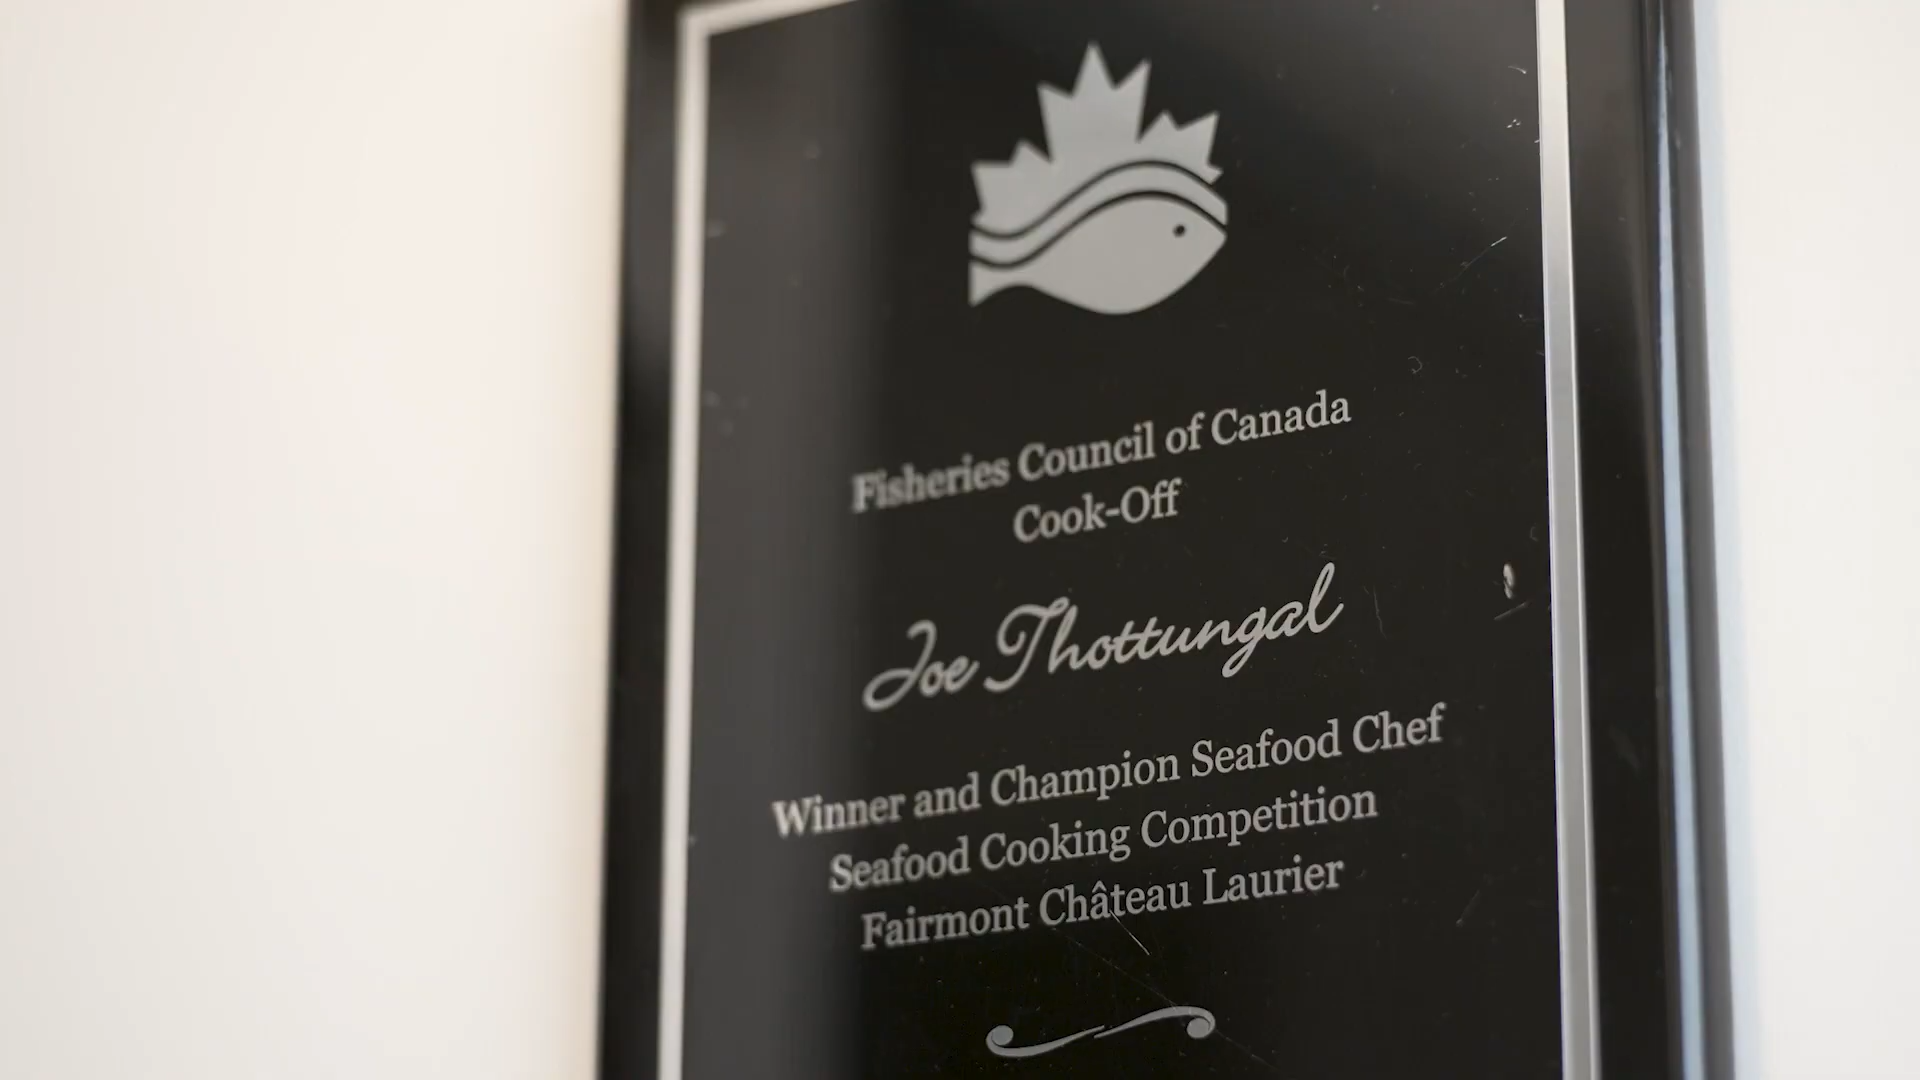 Fisheries Council of Canada
Cook-Off
Joe Thottungal
Winner and Champion Seafood Chef
Seafood Cooking Competition
Fairmont Château Laurier